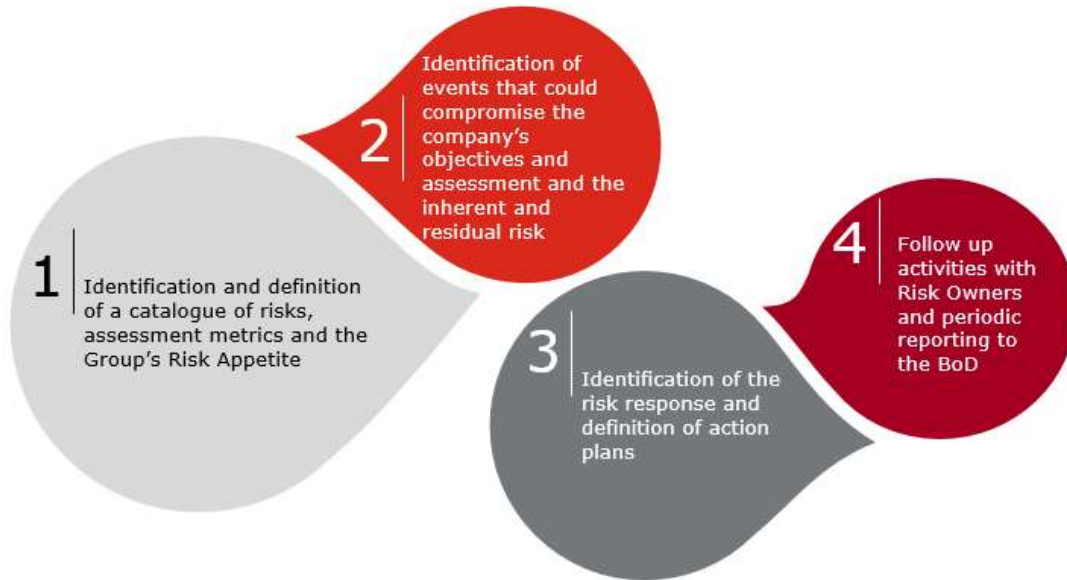 1
Identification and definition
of a catalogue of risks,
assessment metrics and the
Group's Risk Appetite
2
Identification of
events that could
compromise the
company's
objectives and
assessment and the
inherent and
residual risk
3
Identification of the
risk response and
definition of action
plans
4
Follow up
activities with
Risk Owners
and periodic
reporting to
the BoD